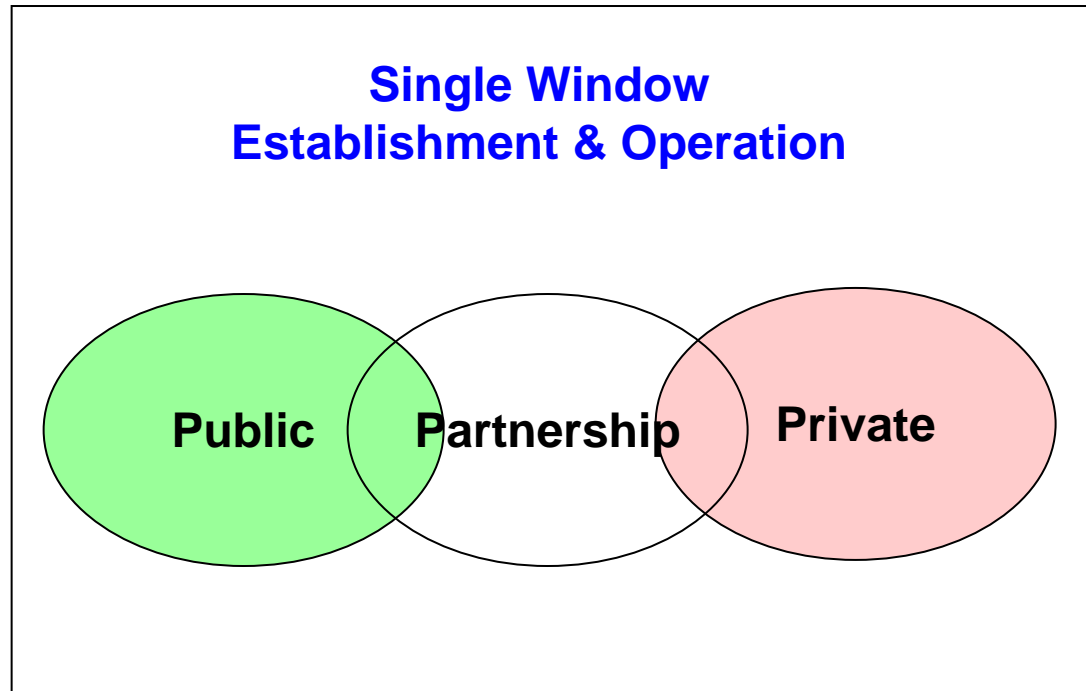 Single Window
Establishment & Operation
Public Partnership Private